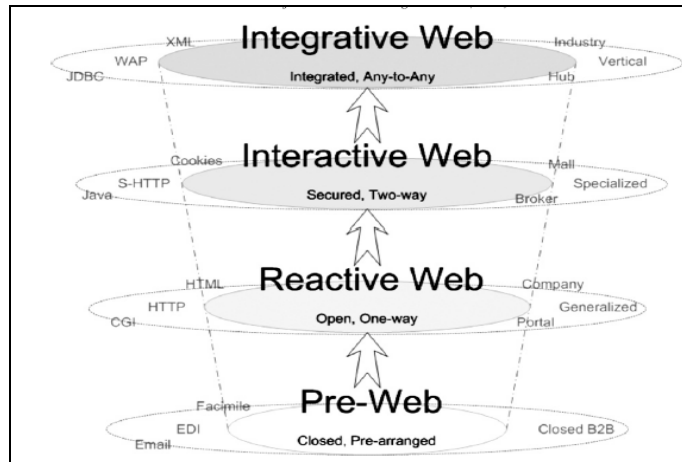 Integrative Web
XML
Industry
WAP
Vertical
JDBC
Integrated, Any-to-Any
Hub
Interactive Web
Cookies
Mall
S-HTTP
Specialized
Java
Secured, Two-way
Broker
Reactive Web
HTML
Company
HTTP
Generalized
CGI
Open, One-way
Portal
Pre-Web
Facimile
EDI
Closed B2B
Email
Closed, Pre-arranged